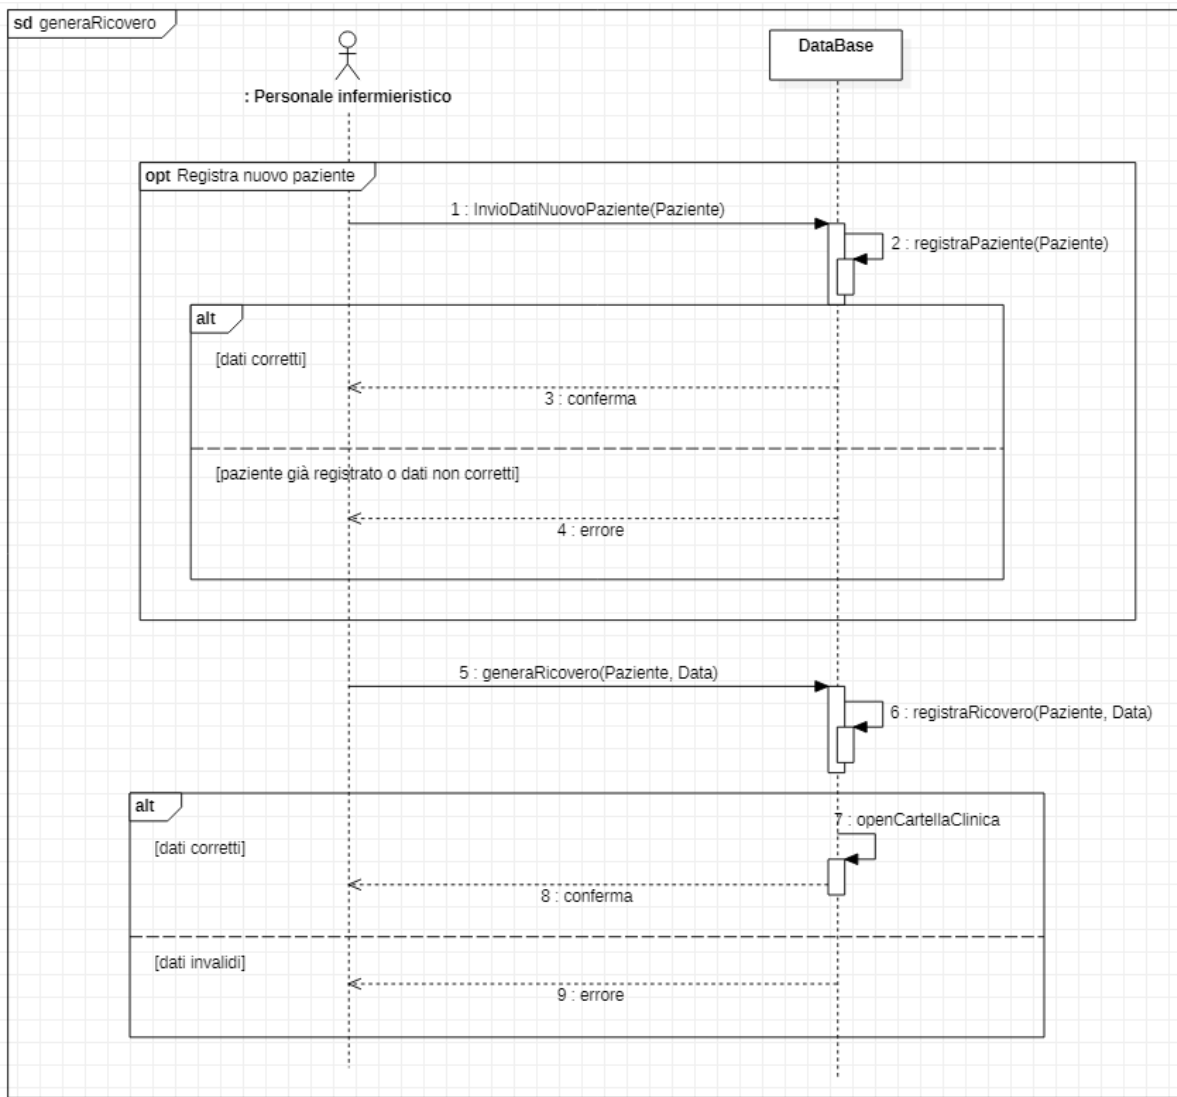 sd generaRicovero
DataBase
: Personale infermieristico
opt Registra nuovo paziente
1 : InvioDatiNuovoPaziente(Paziente)
2 : registraPaziente(Paziente)
alt
[dati corretti]
3 : conferma
[paziente già registrato o dati non corretti]
4 : errore
5 : generaRicovero(Paziente, Data)
6 : registraRicovero(Paziente, Data)
alt
7 : openCartellaClinica
[dati corretti]
8 : conferma
[dati invalidi]
9 : errore